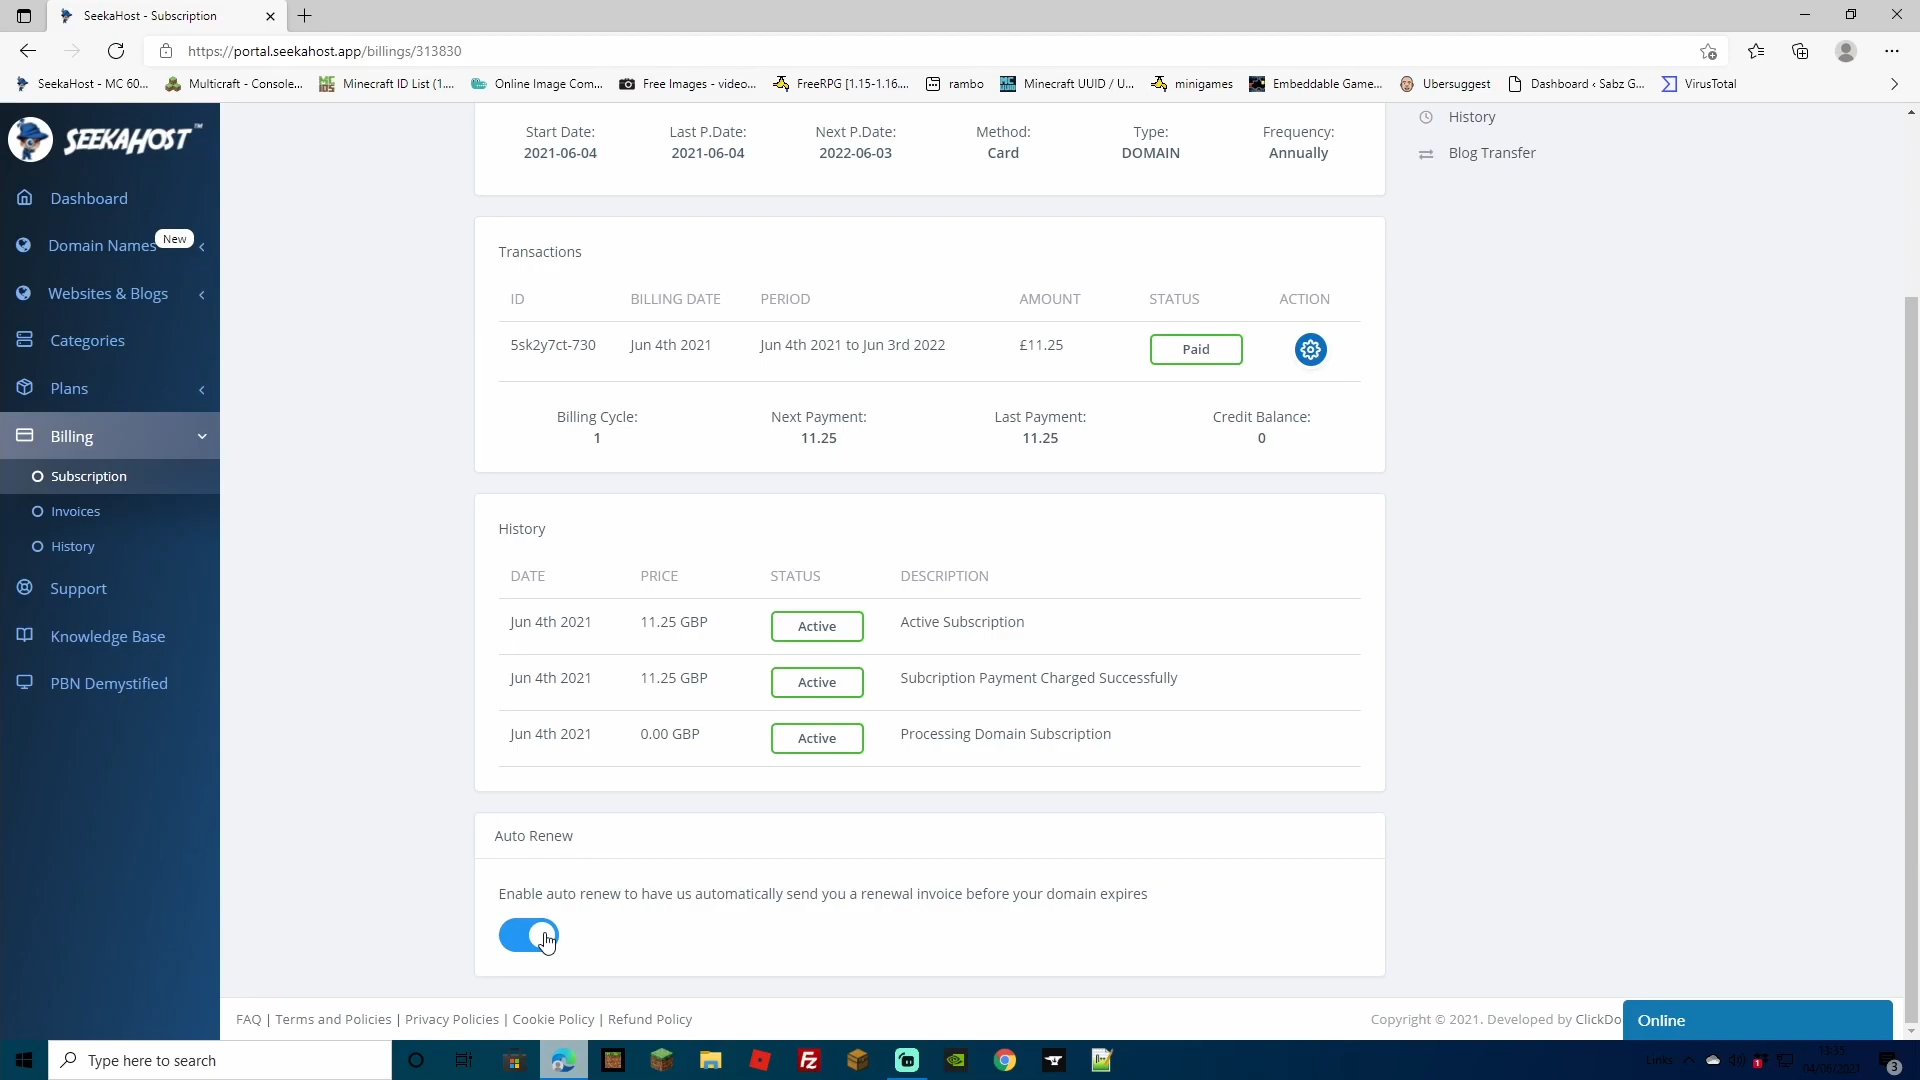 SeekaHost - Subscription
https://portal.seekahost.app/billings/313830
SeekaHost - MC 60...
Multicraft - Console...
Minecraft ID List (1....
Online Image Com...
Free Images - video...
FreeRPG [1.15-1.16....
rambo
Minecraft UUID / U...
minigames
Embeddable Game...
Ubersuggest
Dashboard ‹ Sabz G...
VirusTotal
SEEKAHOST™
Dashboard
Domain Names
New
Websites & Blogs
Categories
Plans
Billing
Subscription
Invoices
History
Support
Knowledge Base
PBN Demystified
Start Date: Last P.Date: Next P.Date: Method: Type: Frequency:
2021-06-04 2021-06-04 2022-06-03 Card DOMAIN Annually
History
Blog Transfer
Transactions
ID BILLING DATE PERIOD AMOUNT STATUS ACTION
5sk2y7ct-730 Jun 4th 2021 Jun 4th 2021 to Jun 3rd 2022 £11.25 Paid
Billing Cycle: Next Payment: Last Payment: Credit Balance:
1 11.25 11.25 0
History
DATE PRICE STATUS DESCRIPTION
Jun 4th 2021 11.25 GBP Active Active Subscription
Jun 4th 2021 11.25 GBP Active Subcription Payment Charged Successfully
Jun 4th 2021 0.00 GBP Active Processing Domain Subscription
Auto Renew
Enable auto renew to have us automatically send you a renewal invoice before your domain expires
FAQ | Terms and Policies | Privacy Policies | Cookie Policy | Refund Policy
Copyright © 2021. Developed by ClickDo
Online
Type here to search
Links
13:35
04/06/2021
3